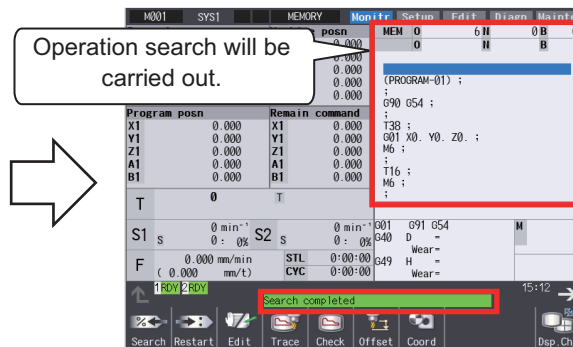 M001 SYS1 MEMORY Monitr Setup Edit Diagn Mainte
Operation search will be
carried out.
posn
0.000
0.000
0.000
0.000
0.000
MEM O 6 N 0 B
O N B
(PROGRAM-01) ;
;
G90 G54 ;
;
T38 ;
G01 X0. Y0. Z0. ;
M6 ;
;
T16 ;
M6 ;
;
Program posn Remain command
X1 0.000 X1 0.000
Y1 0.000 Y1 0.000
Z1 0.000 Z1 0.000
A1 0.000 A1 0.000
B1 0.000 B1 0.000
T 0 T
S1 S 0 min-¹ 0 : 0% S2 S 0 min-¹ 0 : 0%
F 0.000 mm/min
( 0.000 mm/t)
STL 0:00:00
CYC 0:00:00
G01 G91 G54 M
G40 D -
Wear=
G49 H -
Wear=
1 RDY 2 RDY 15:12
Search completed
Search Restart Edit Trace Check Offset Coord Dsp.Ch